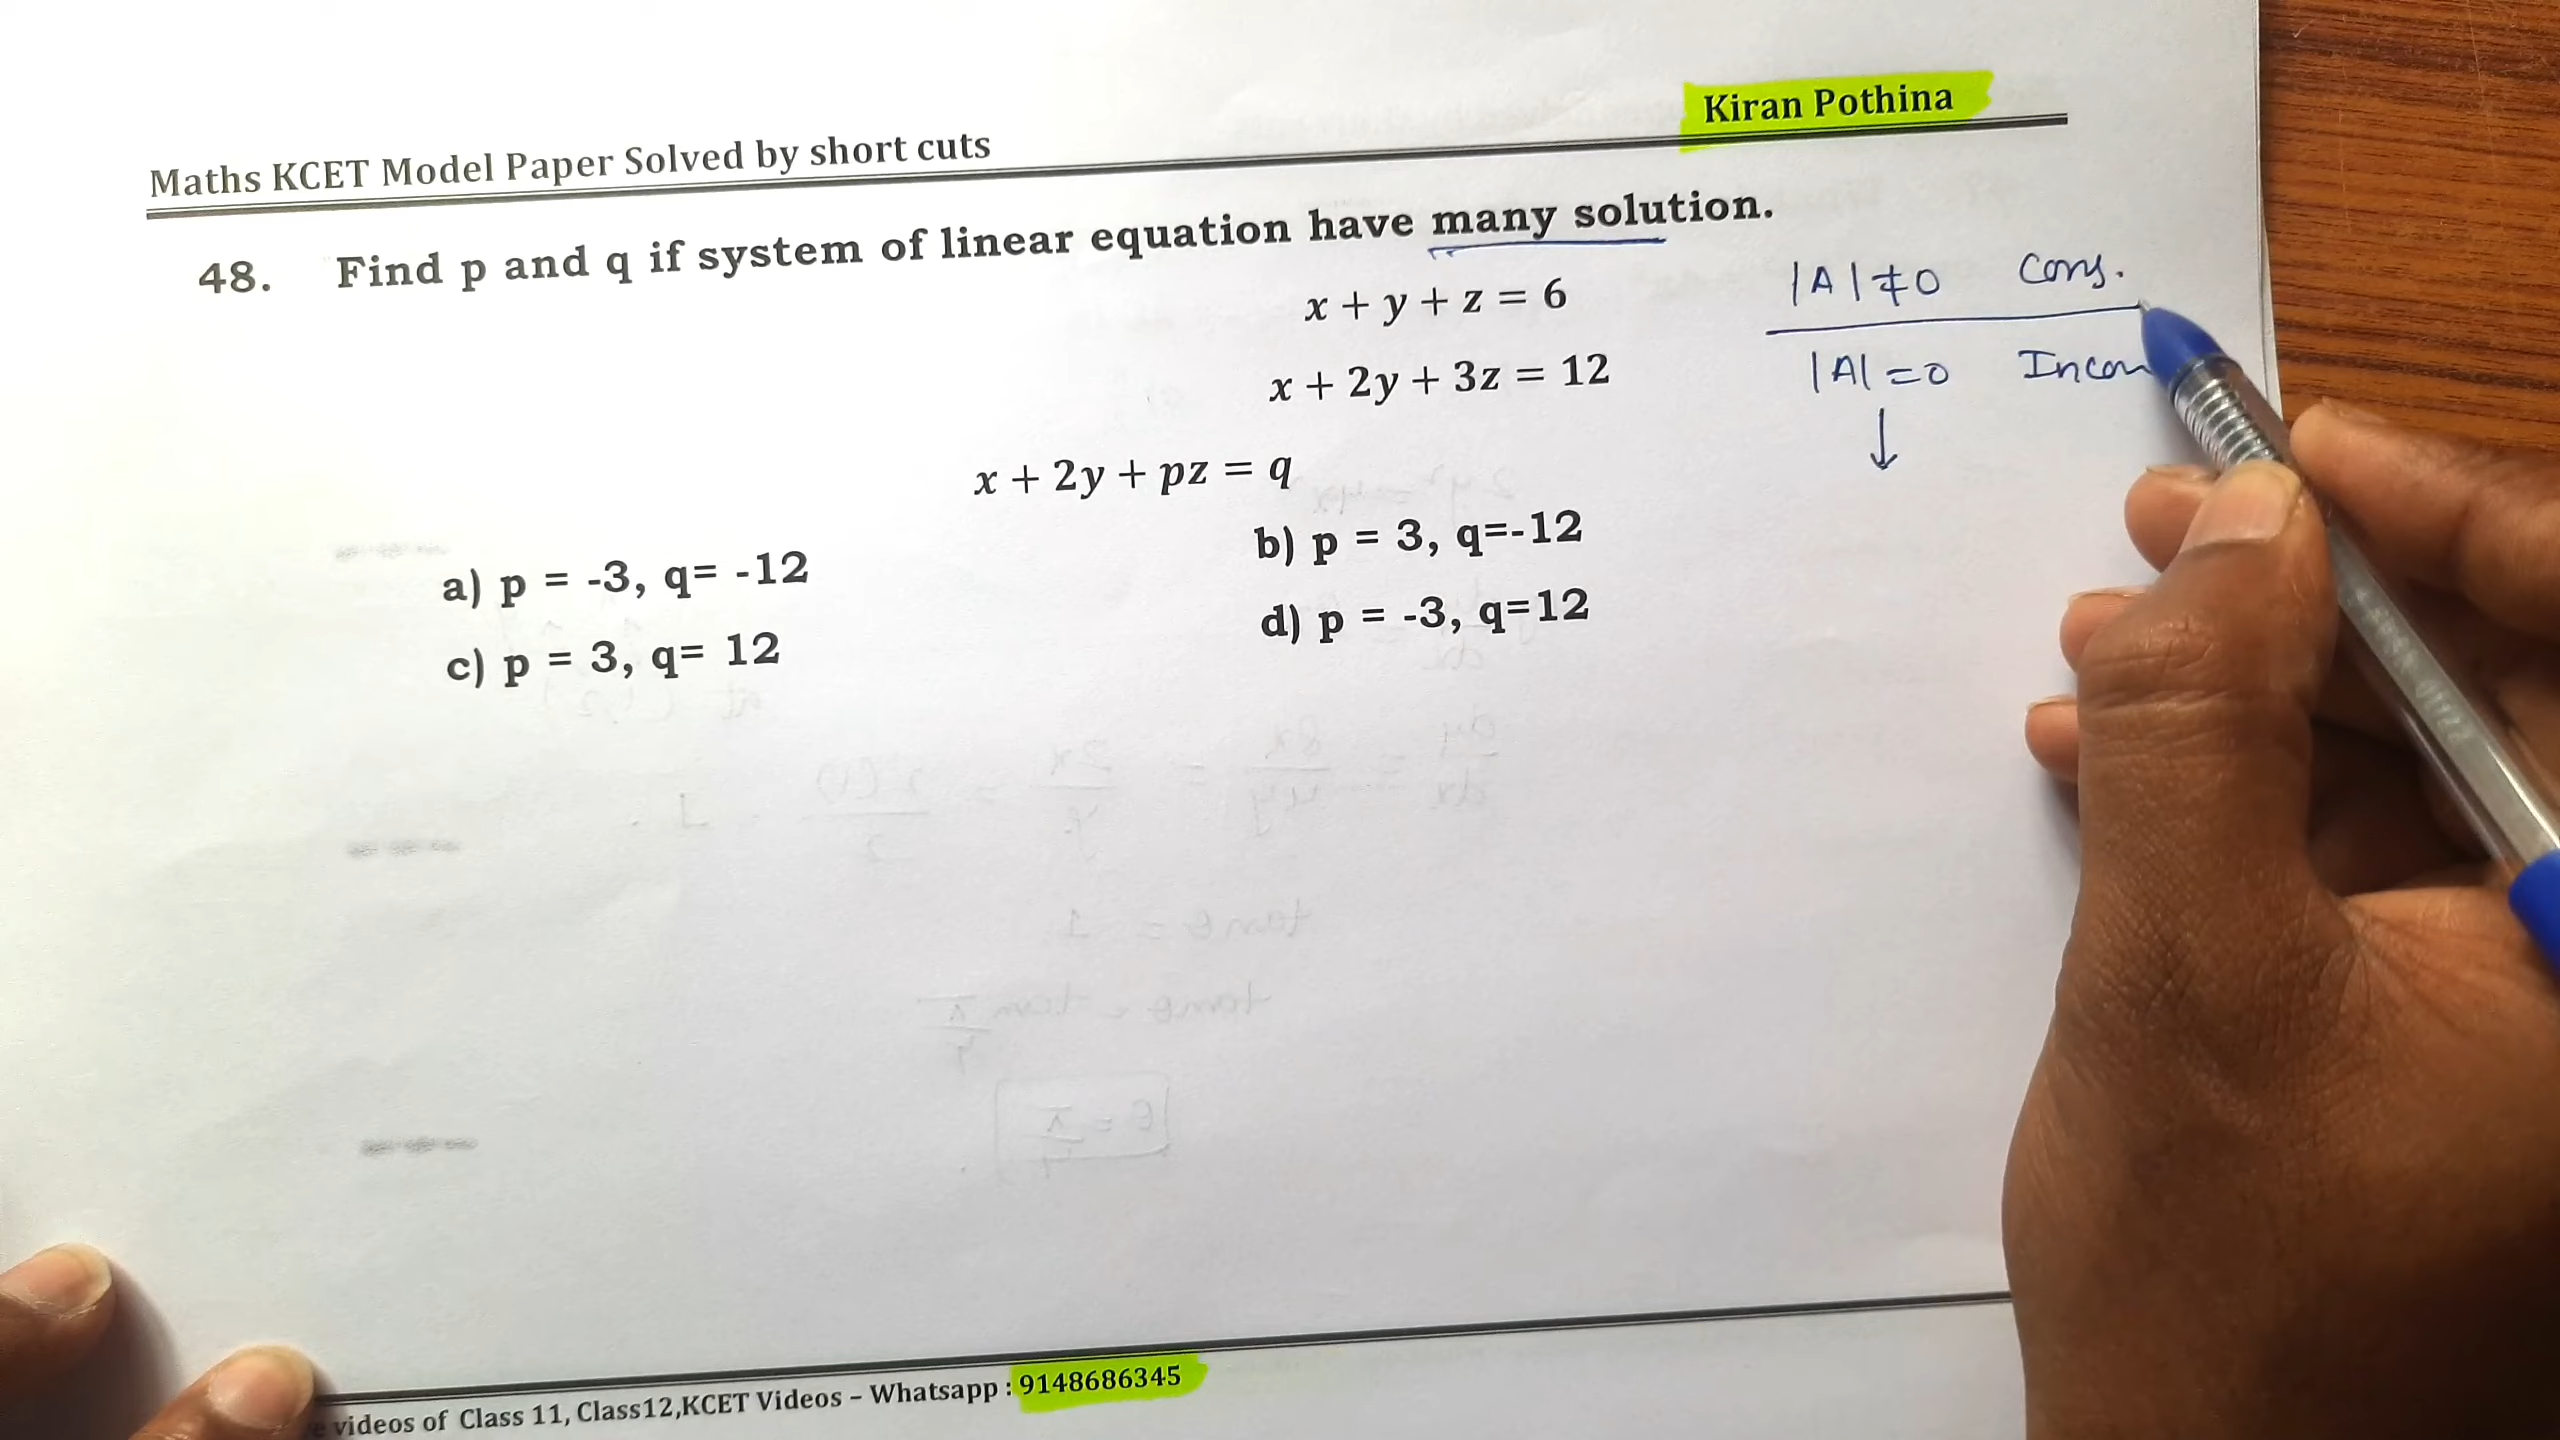 Kiran Pothina
Maths KCET Model Paper Solved by short cuts
48. Find p and q if system of linear equation have many solution.
x + y + z = 6
x + 2y + 3z = 12
x + 2y + pz = q
a) p = -3, q= -12
b) p = 3, q=-12
c) p = 3, q= 12
d) p = -3, q=12
|A| ≠ 0 Cons.
|A| = 0 Incon
↓
videos of Class 11, Class12,KCET Videos – Whatsapp : 9148686345